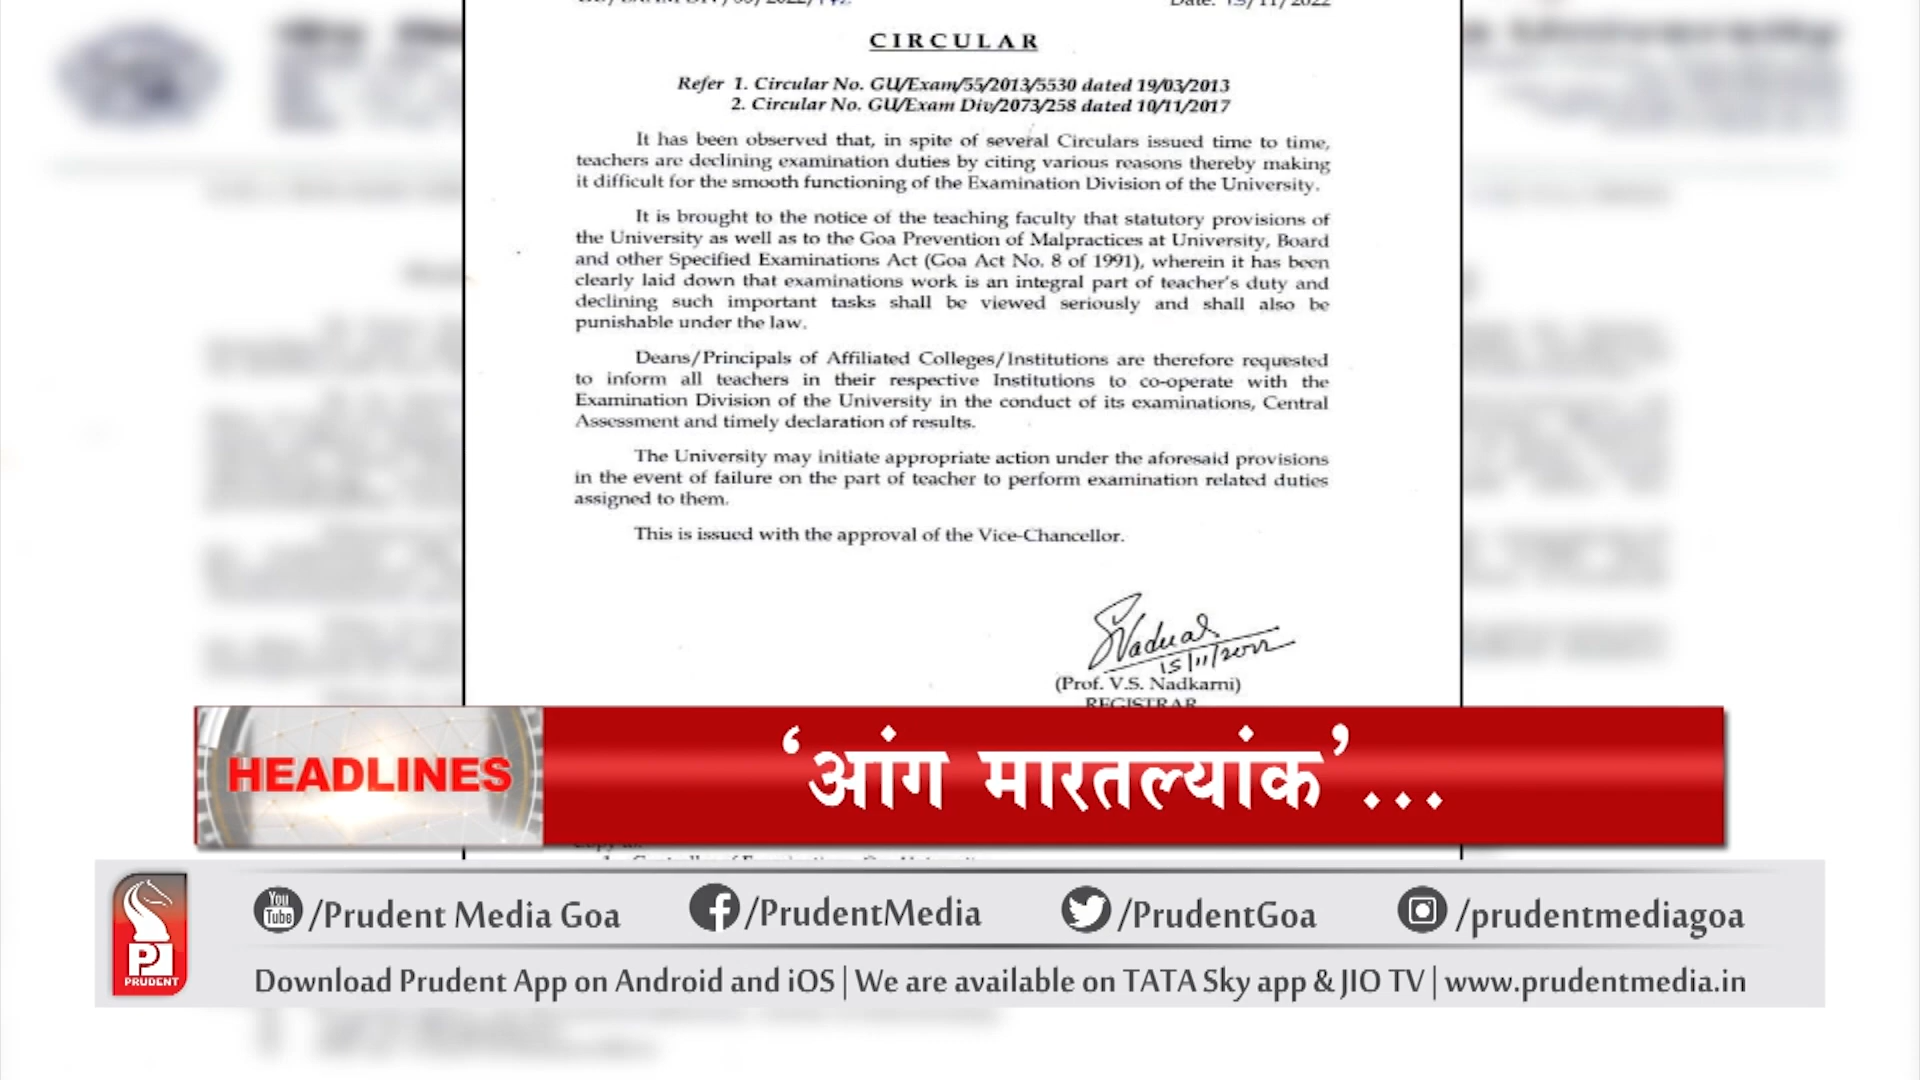 CIRCULAR
Refer 1. Circular No. GU/Exam/55/2013/5530 dated 19/03/2013
2. Circular No. GU/Exam Div/2073/258 dated 10/11/2017
It has been observed that, in spite of several Circulars issued time to time,
teachers are declining examination duties by citing various reasons thereby making
it difficult for the smooth functioning of the Examination Division of the University.
It is brought to the notice of the teaching faculty that statutory provisions of
the University as well as to the Goa Prevention of Malpractices at University, Board
and other Specified Examinations Act (Goa Act No. 8 of 1991), wherein it has been
clearly laid down that examinations work is an integral part of teacher's duty and
declining such important tasks shall be viewed seriously and shall also be
punishable under the law.
Deans/Principals of Affiliated Colleges/Institutions are therefore requested
to inform all teachers in their respective Institutions to co-operate with the
Examination Division of the University in the conduct of its examinations, Central
Assessment and timely declaration of results.
The University may initiate appropriate action under the aforesaid provisions
in the event of failure on the part of teacher to perform examination related duties
assigned to them.
This is issued with the approval of the Vice-Chancellor.
15/11/2022
(Prof. V.S. Nadkarni)
REGISTRAR
HEADLINES
‘आंग मारतल्यांक’...
You Tube /Prudent Media Goa /PrudentMedia /PrudentGoa /prudentmediagoa
PRUDENT
Download Prudent App on Android and iOS | We are available on TATA Sky app & JIO TV | www.prudentmedia.in